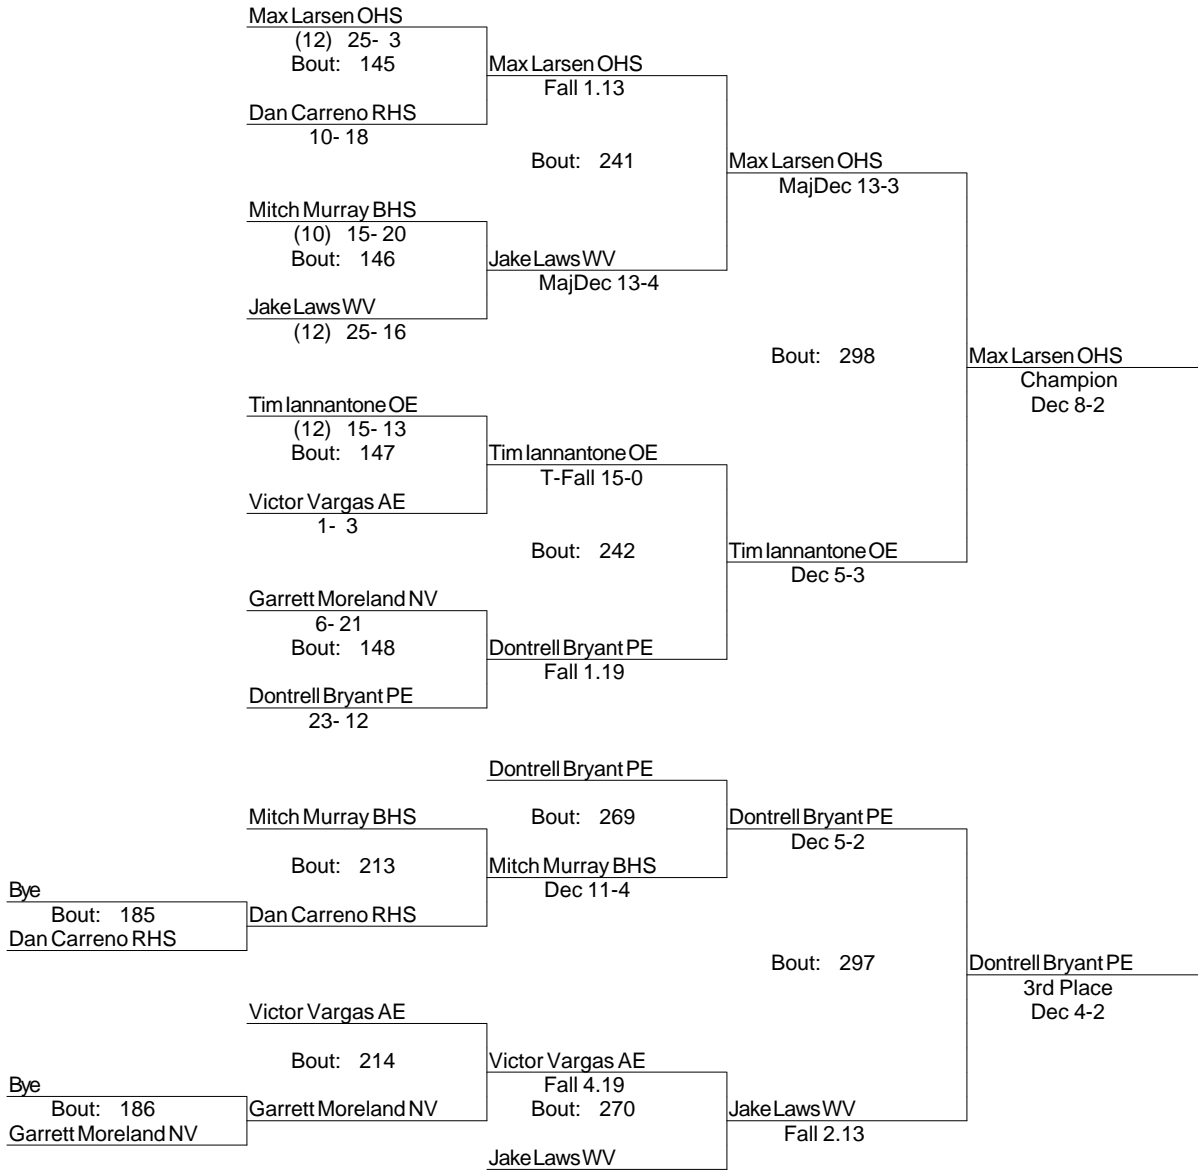 Max Larsen OHS
(12) 25- 3
Bout: 145
Max Larsen OHS
Fall 1.13
Dan Carreno RHS
10- 18
Bout: 241
Max Larsen OHS
MajDec 13-3
Mitch Murray BHS
(10) 15- 20
Bout: 146
Jake Laws WV
MajDec 13-4
Jake Laws WV
(12) 25- 16
Bout: 298
Max Larsen OHS
Champion
Dec 8-2
Tim Iannantone OE
(12) 15- 13
Bout: 147
Tim Iannantone OE
T-Fall 15-0
Victor Vargas AE
1- 3
Bout: 242
Tim Iannantone OE
Dec 5-3
Garrett Moreland NV
6- 21
Bout: 148
Dontrell Bryant PE
Fall 1.19
Dontrell Bryant PE
23- 12
Dontrell Bryant PE
Mitch Murray BHS
Bout: 269
Dontrell Bryant PE
Dec 5-2
Bout: 213
Mitch Murray BHS
Dec 11-4
Bye
Bout: 185
Dan Carreno RHS
Dan Carreno RHS
Bout: 297
Dontrell Bryant PE
3rd Place
Dec 4-2
Victor Vargas AE
Bout: 214
Victor Vargas AE
Fall 4.19
Bye
Bout: 186
Garrett Moreland NV
Bout: 270
Jake Laws WV
Fall 2.13
Garrett Moreland NV
Jake Laws WV